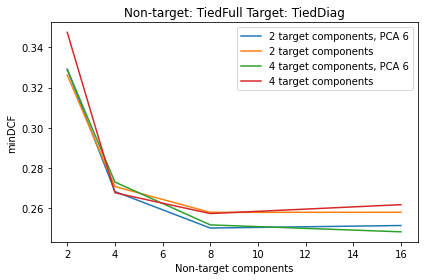 Non-target: TiedFull Target: TiedDiag
2 target components, PCA 6
2 target components
4 target components, PCA 6
4 target components
0.34
0.32
0.30
0.28
0.26
minDCF
2 4 6 8 10 12 14 16
Non-target components